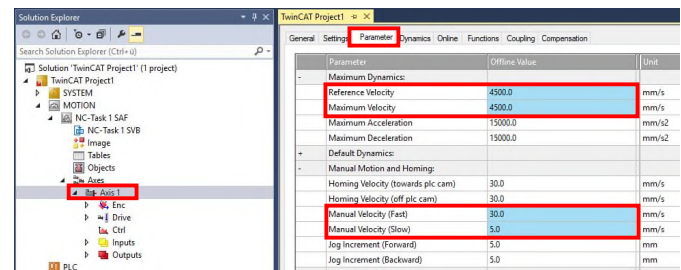 Solution Explorer
Search Solution Explorer (Ctrl+ü)
Solution 'TwinCAT Project1' (1 project)
TwinCAT Project1
SYSTEM
MOTION
NC-Task 1 SAF
NC-Task 1 SVB
Image
Tables
Objects
Axes
Axis 1
Enc
Drive
Ctrl
Inputs
Outputs
PLC
TwinCAT Project1
General Settings Parameter Dynamics Online Functions Coupling Compensation
Parameter Offline Value Unit
- Maximum Dynamics:
Reference Velocity 4500.0 mm/s
Maximum Velocity 4500.0 mm/s
Maximum Acceleration 15000.0 mm/s2
Maximum Deceleration 15000.0 mm/s2
+ Default Dynamics:
- Manual Motion and Homing:
Homing Velocity (towards plc cam) 30.0 mm/s
Homing Velocity (off plc cam) 30.0 mm/s
Manual Velocity (Fast) 30.0 mm/s
Manual Velocity (Slow) 5.0 mm/s
Jog Increment (Forward) 5.0 mm
Jog Increment (Backward) 5.0 mm